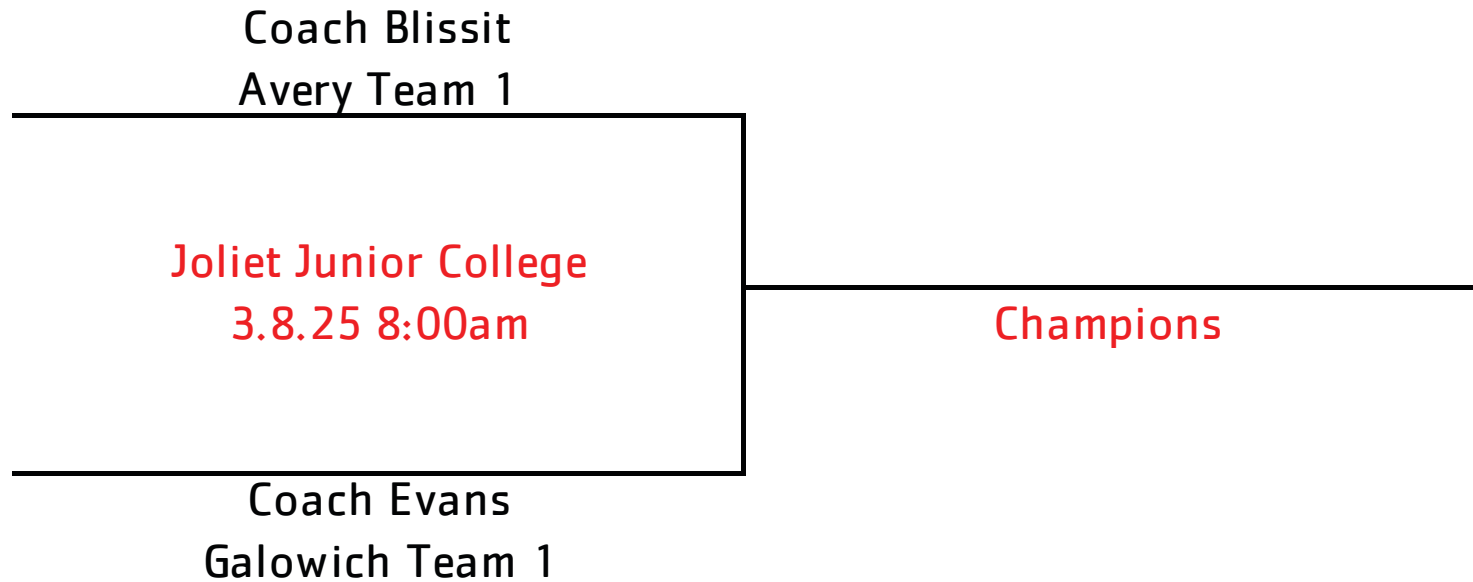 Coach Blissit
Avery Team 1
Joliet Junior College
3.8.25 8:00am
Champions
Coach Evans
Galowich Team 1